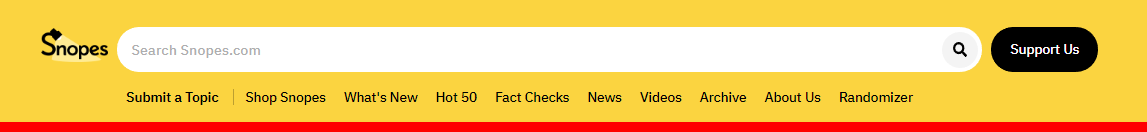 Snopes Search Snopes.com Support Us
Submit a Topic Shop Snopes What's New Hot 50 Fact Checks News Videos Archive About Us Randomizer